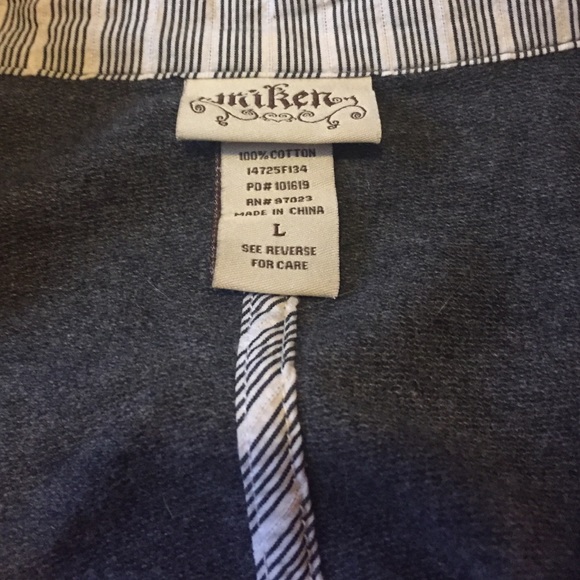 miken
100% COTTON
14725F134
PO# 101619
RN# 97023
MADE IN CHINA
L
SEE REVERSE
FOR CARE